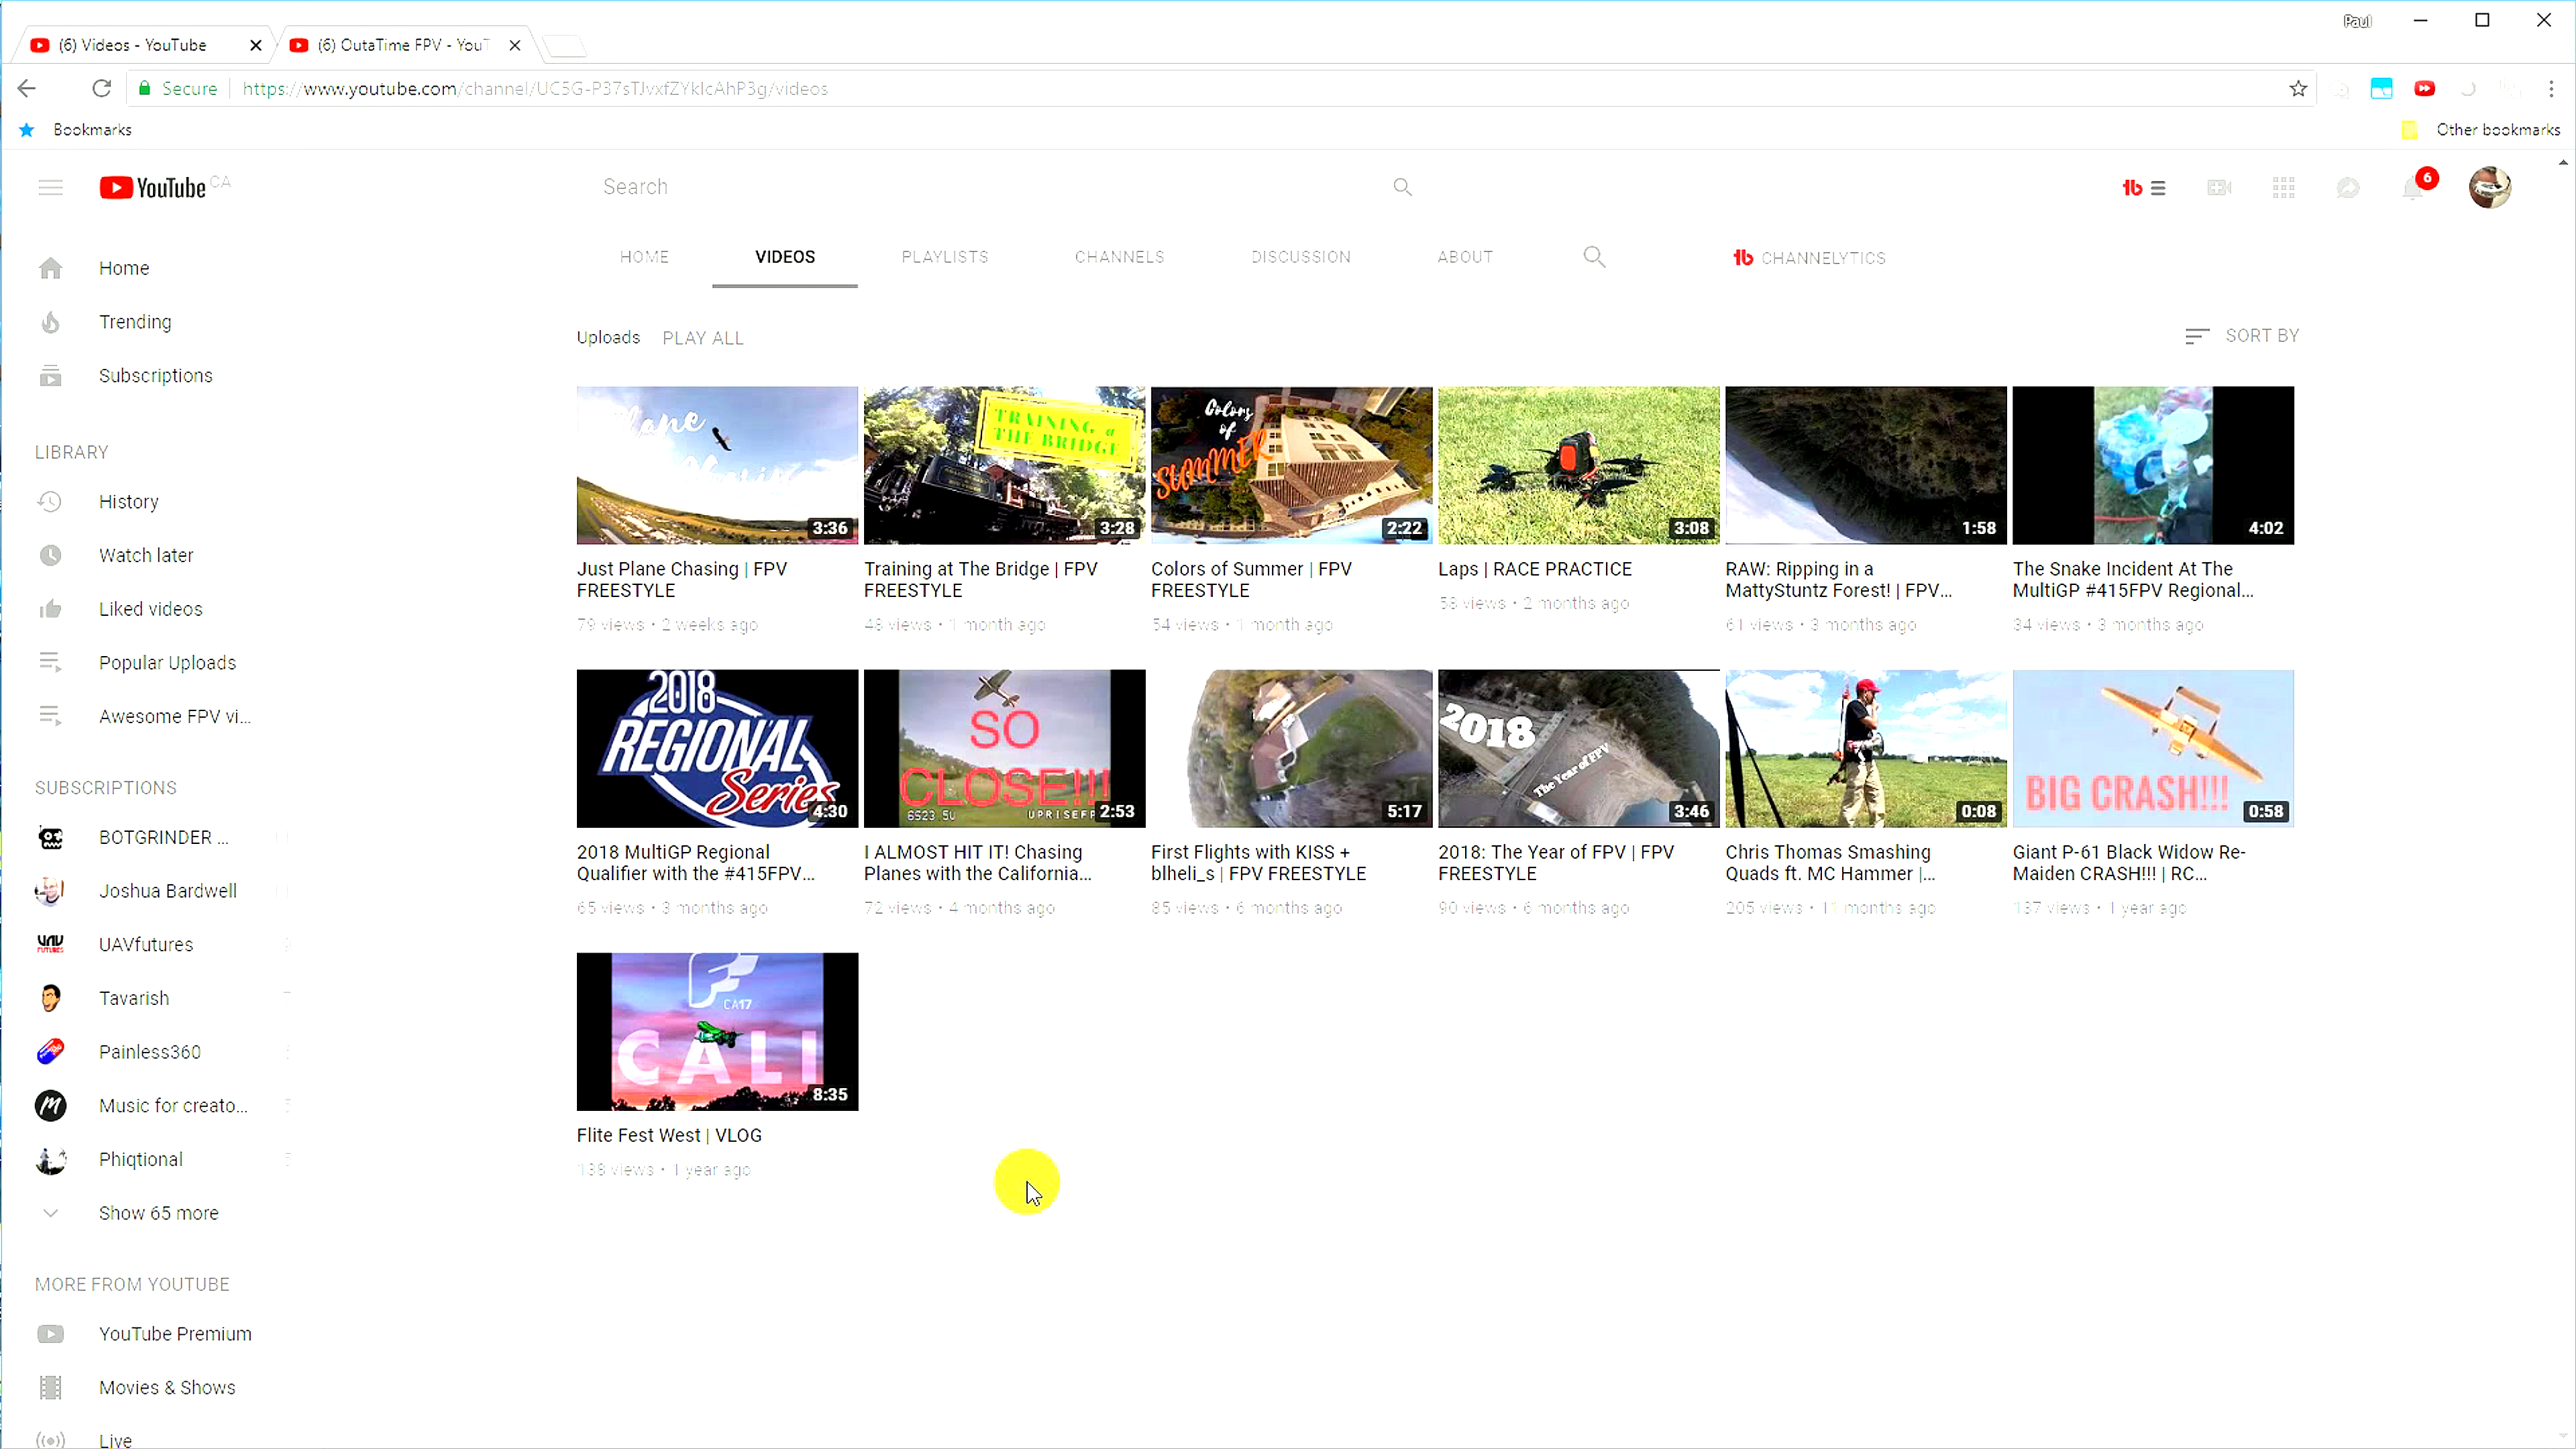 Paul
(6) Videos - YouTube
(6) OutaTime FPV - YouT
Secure
https://www.youtube.com/channel/UC5G-P37sTJvxfZYkIcAhP3g/videos
Bookmarks
Other bookmarks
YouTube CA
Search
6
HOME
VIDEOS
PLAYLISTS
CHANNELS
DISCUSSION
ABOUT
CHANNELYTICS
Home
Trending
Subscriptions
LIBRARY
History
Watch later
Liked videos
Popular Uploads
Awesome FPV vi...
SUBSCRIPTIONS
BOTGRINDER ...
Joshua Bardwell
UAVfutures
Tavarish
Painless360
Music for creato...
Phiqtional
Show 65 more
MORE FROM YOUTUBE
YouTube Premium
Movies & Shows
Live
Uploads
PLAY ALL
SORT BY
Plane
Chasing
3:36
Just Plane Chasing | FPV
FREESTYLE
79 views • 2 weeks ago
TRAINING @
THE BRIDGE
3:28
Training at The Bridge | FPV
FREESTYLE
48 views • 1 month ago
Colors
of
SUMMER
2:22
Colors of Summer | FPV
FREESTYLE
54 views • 1 month ago
3:08
Laps | RACE PRACTICE
58 views • 2 months ago
1:58
RAW: Ripping in a
MattyStuntz Forest! | FPV...
61 views • 3 months ago
4:02
The Snake Incident At The
MultiGP #415FPV Regional...
34 views • 3 months ago
2018
REGIONAL
Series
4:30
2018 MultiGP Regional
Qualifier with the #415FPV...
65 views • 3 months ago
SO
CLOSE!!!
2:53
I ALMOST HIT IT! Chasing
Planes with the California...
72 views • 4 months ago
5:17
First Flights with KISS +
blheli_s | FPV FREESTYLE
85 views • 6 months ago
2018
The Year of FPV
3:46
2018: The Year of FPV | FPV
FREESTYLE
90 views • 6 months ago
0:08
Chris Thomas Smashing
Quads ft. MC Hammer |...
205 views • 11 months ago
BIG CRASH!!!
0:58
Giant P-61 Black Widow Re-
Maiden CRASH!!! | RC...
137 views • 1 year ago
CA17
CALI
8:35
Flite Fest West | VLOG
138 views • 1 year ago